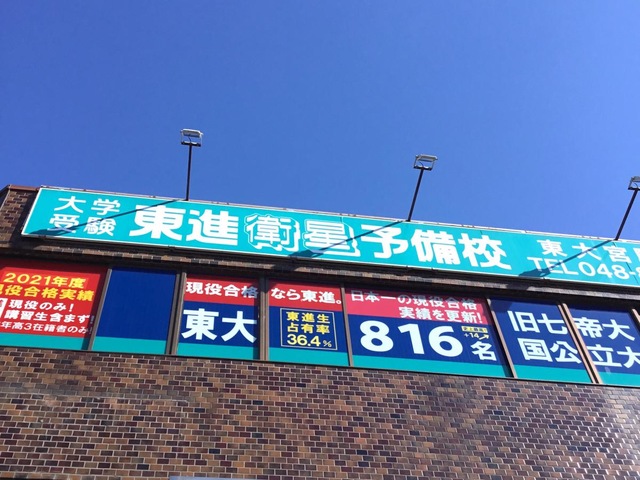 大学
受験
東進衛星予備校
東大宮
TEL048-
2021年度
現役合格実績
現役のみ!
講習生含まず
高3在籍者のみ
現役合格
東大
なら東進。
東進生
占有率
36.4%
日本一の現役合格
実績を更新!
816名
+14
旧七帝大
国公立大